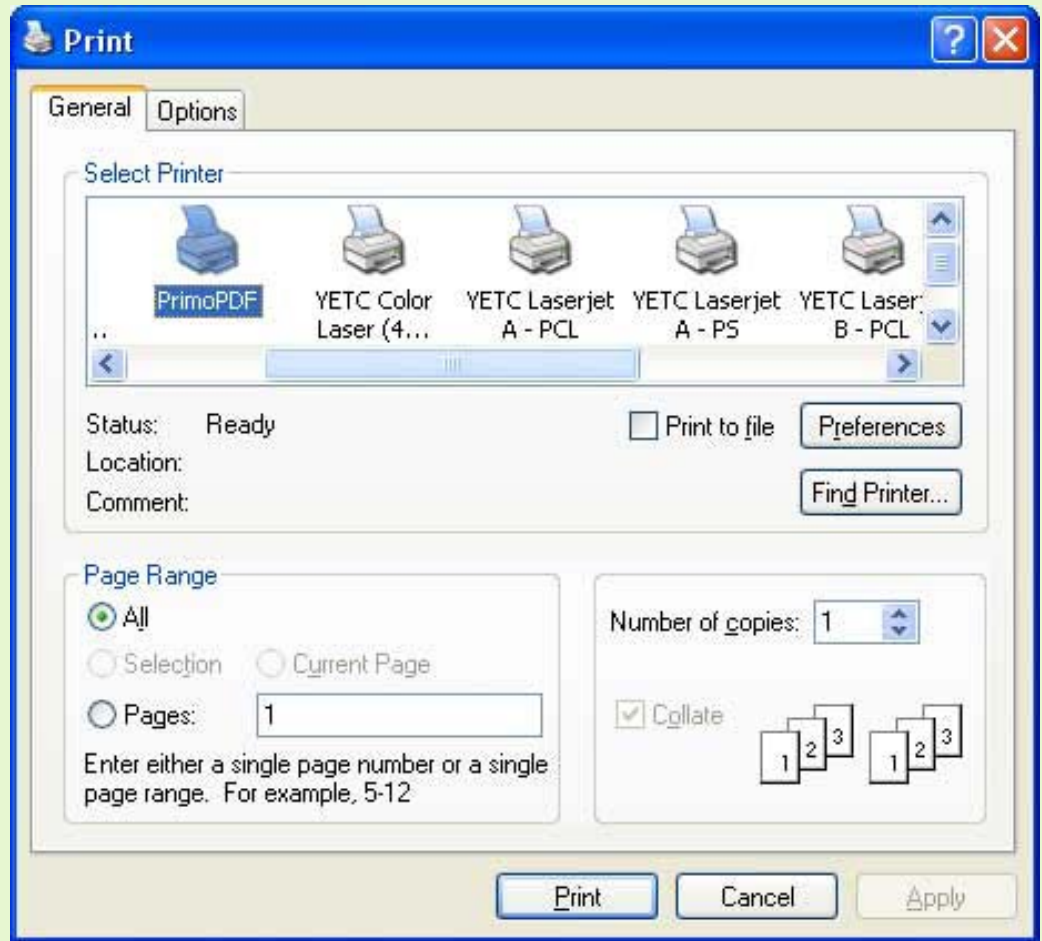 Print
General Options
Select Printer
PrimoPDF YETC Color YETC Laserjet YETC Laserjet YETC Laser
.. Laser (4... A - PCL A - PS B - PCL
Status: Ready Print to file Preferences
Location:
Comment: Find Printer...
Page Range
All Number of copies: 1
Selection Current Page
Pages: 1 Collate 1 2 3 1 2 3
Enter either a single page number or a single
page range. For example, 5-12
Print Cancel Apply